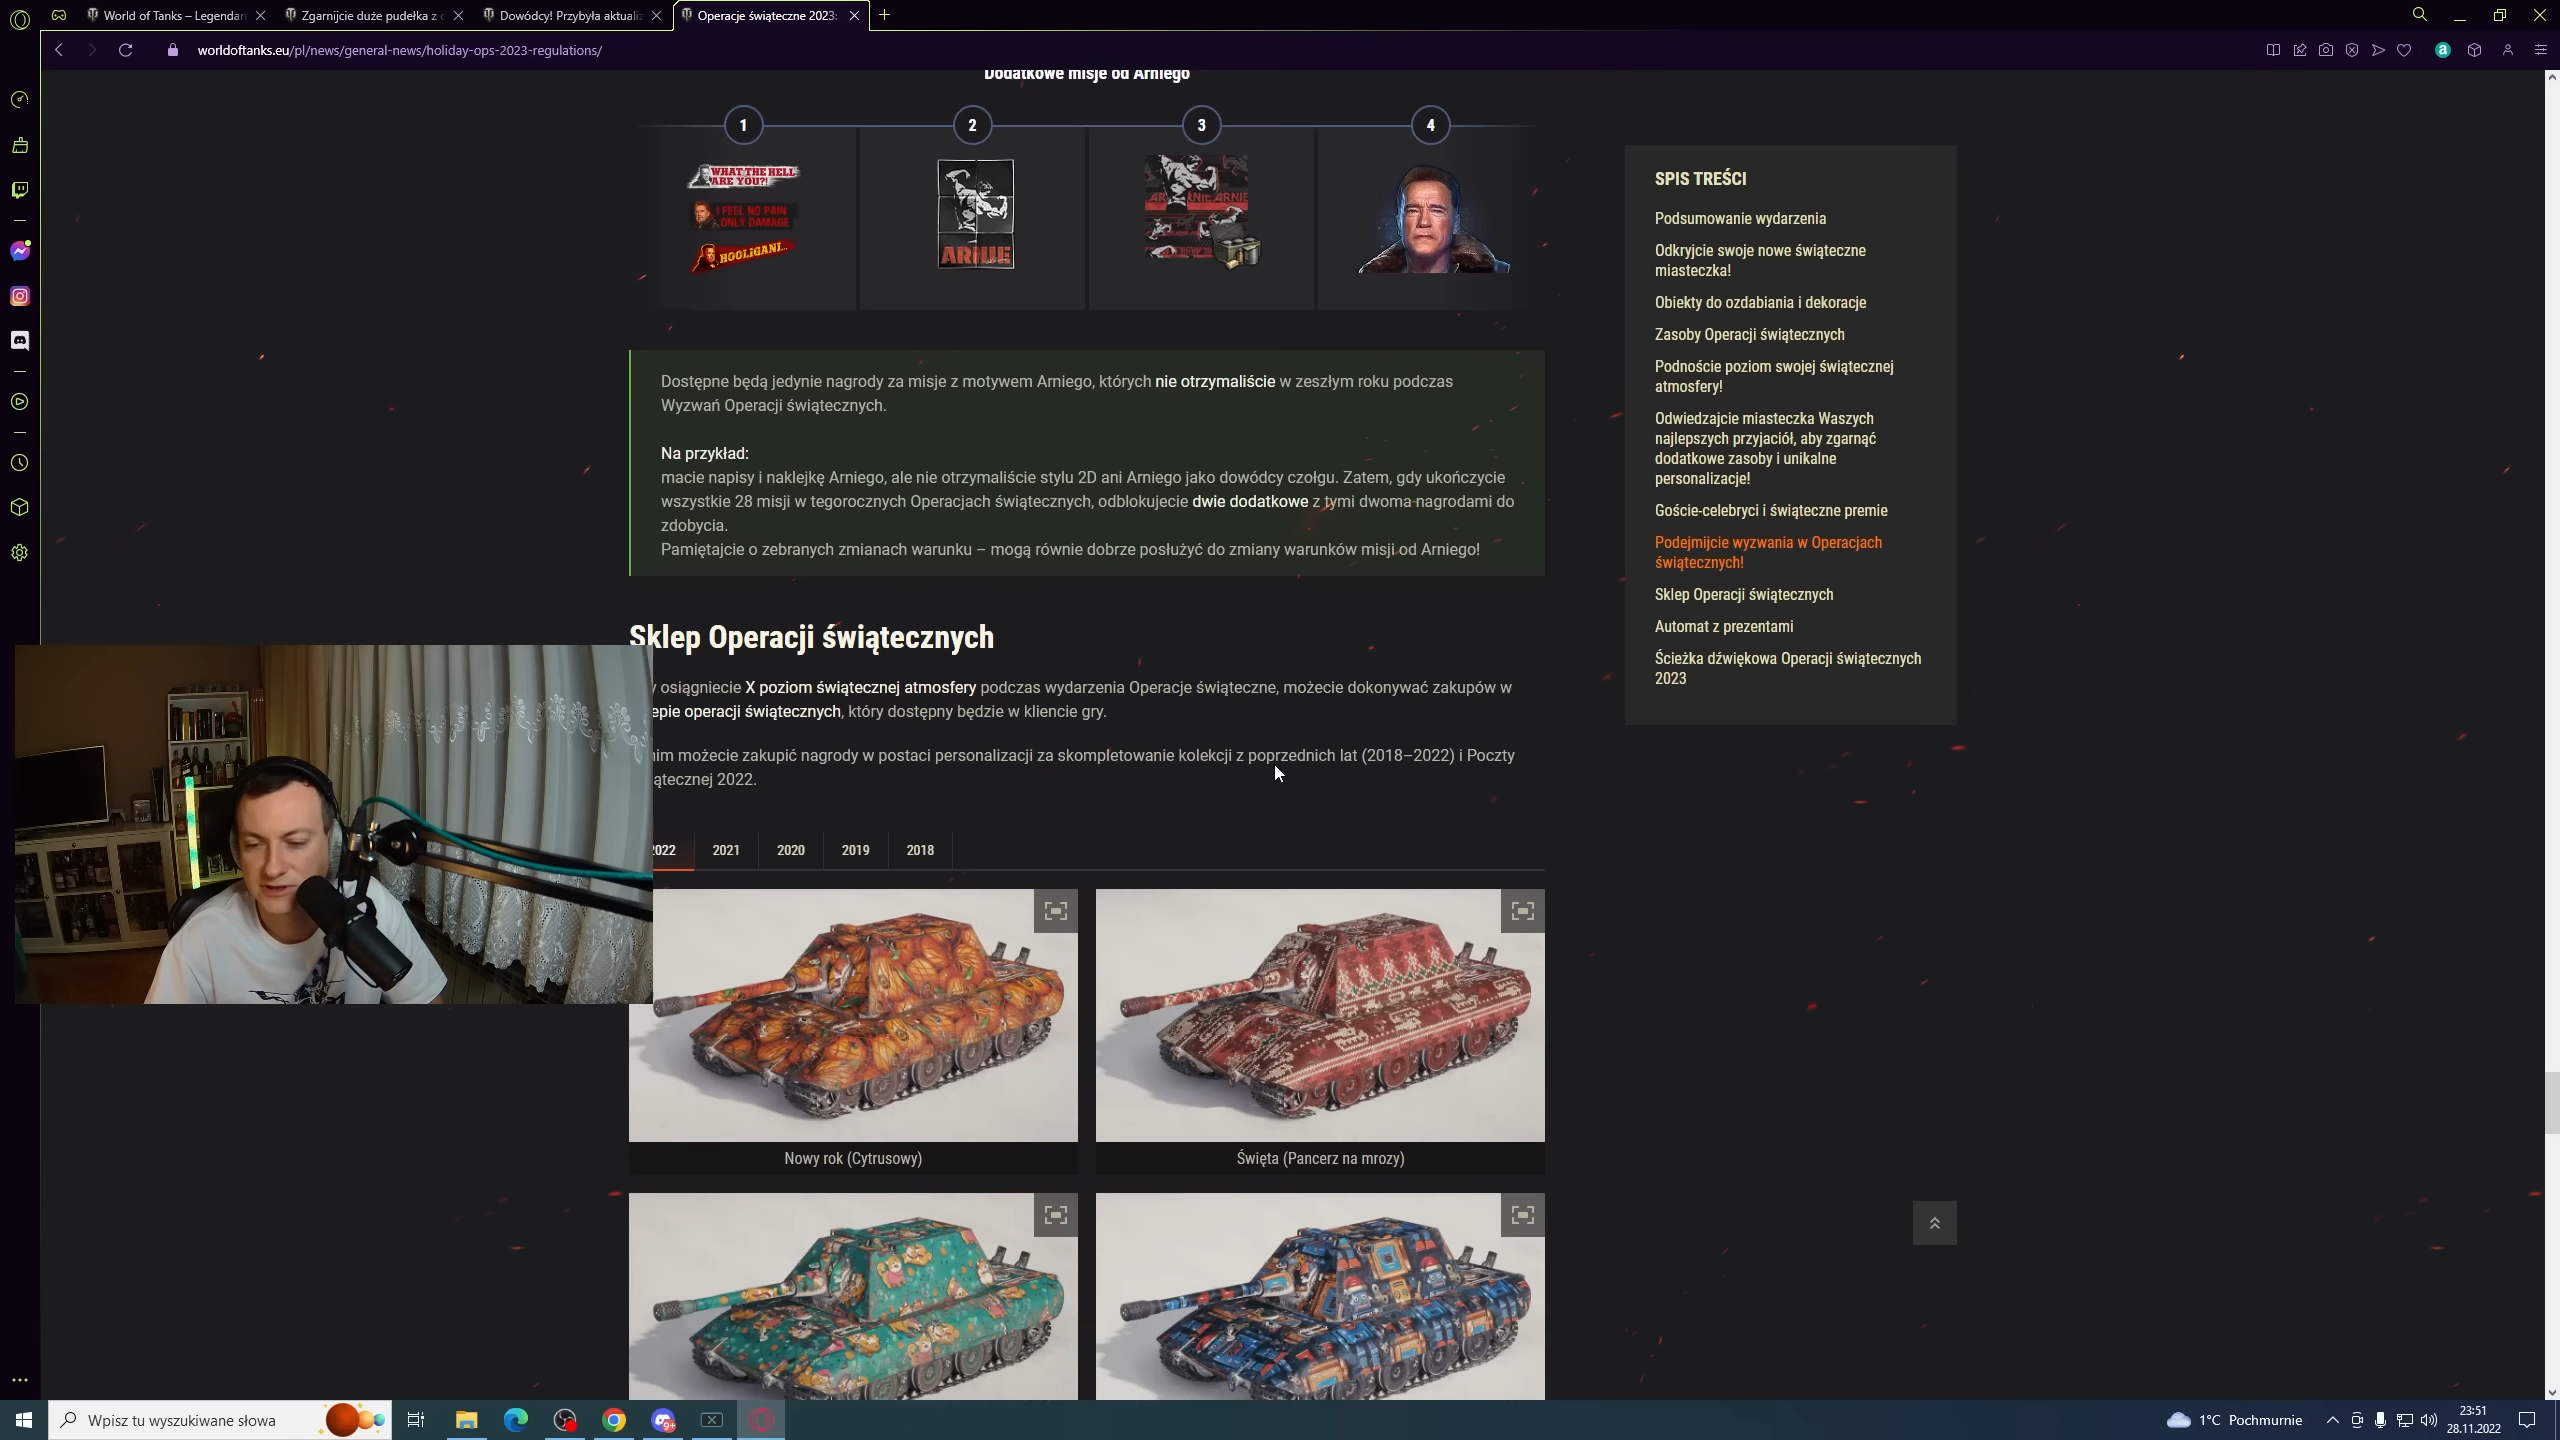 World of Tanks – Legendar
Zgarnijcie duże pudełka z
Dowódcy! Przybyła aktuali
Operacje świąteczne 2023:
worldoftanks.eu/pl/news/general-news/holiday-ops-2023-regulations/
Dodatkowe misje od Arniego
1
2
3
4
WHAT THE HELL
ARE YOU?!
I FEEL NO PAIN
ONLY DAMAGE
HOOLIGANI...
ARNIE
Dostępne będą jedynie nagrody za misje z motywem Arniego, których nie otrzymaliście w zeszłym roku podczas
Wyzwań Operacji świątecznych.
Na przykład:
macie napisy i naklejkę Arniego, ale nie otrzymaliście stylu 2D ani Arniego jako dowódcy czołgu. Zatem, gdy ukończycie
wszystkie 28 misji w tegorocznych Operacjach świątecznych, odblokujecie dwie dodatkowe z tymi dwoma nagrodami do
zdobycia.
Pamiętajcie o zebranych zmianach warunku – mogą równie dobrze posłużyć do zmiany warunków misji od Arniego!
Sklep Operacji świątecznych
osiągniecie X poziom świątecznej atmosfery podczas wydarzenia Operacje świąteczne, możecie dokonywać zakupów w
epie operacji świątecznych, który dostępny będzie w kliencie gry.
nim możecie zakupić nagrody w postaci personalizacji za skompletowanie kolekcji z poprzednich lat (2018–2022) i Poczty
ątecznej 2022.
2022
2021
2020
2019
2018
Nowy rok (Cytrusowy)
Święta (Pancerz na mrozy)
SPIS TREŚCI
Podsumowanie wydarzenia
Odkryjcie swoje nowe świąteczne
miasteczka!
Obiekty do ozdabiania i dekoracje
Zasoby Operacji świątecznych
Podnoście poziom swojej świątecznej
atmosfery!
Odwiedzajcie miasteczka Waszych
najlepszych przyjaciół, aby zgarnąć
dodatkowe zasoby i unikalne
personalizacje!
Goście-celebryci i świąteczne premie
Podejmijcie wyzwania w Operacjach
świątecznych!
Sklep Operacji świątecznych
Automat z prezentami
Ścieżka dźwiękowa Operacji świątecznych
2023
Wpisz tu wyszukiwane słowa
9+
1°C Pochmurnie
23:51
28.11.2022